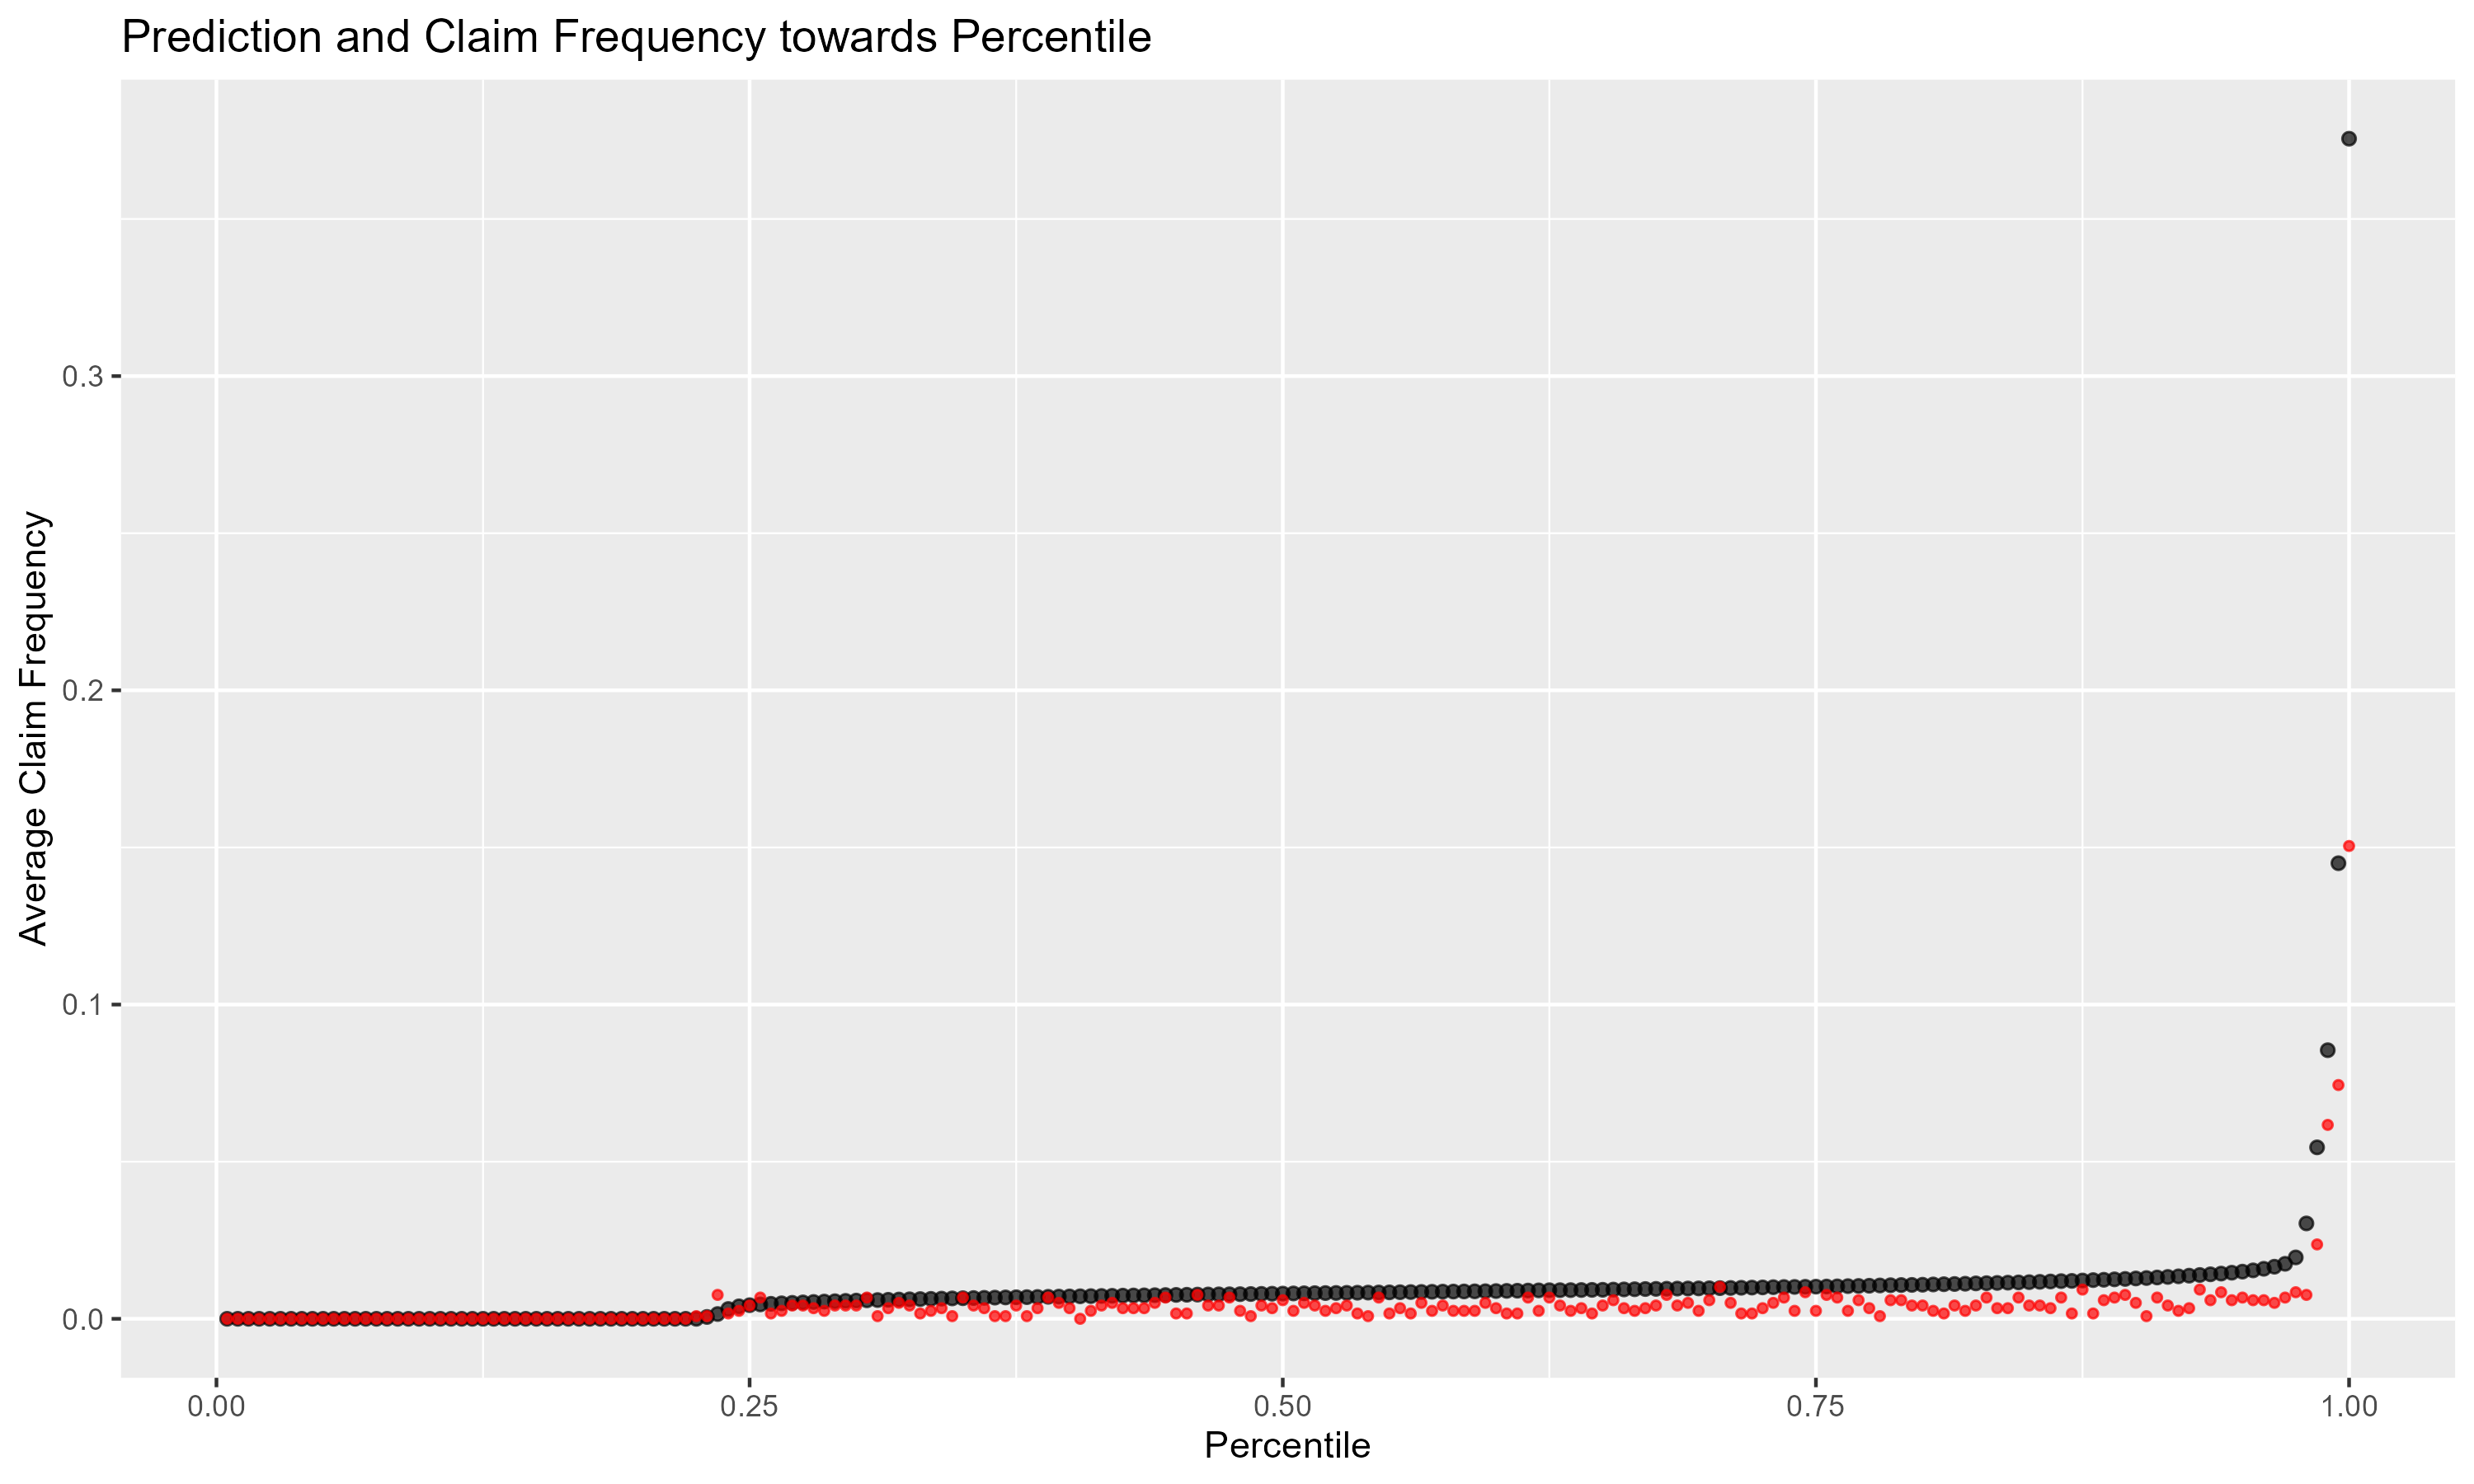 Prediction and Claim Frequency towards Percentile
Average Claim Frequency
0.3
0.2
0.1
0.0
0.00 0.25 0.50 0.75 1.00
Percentile